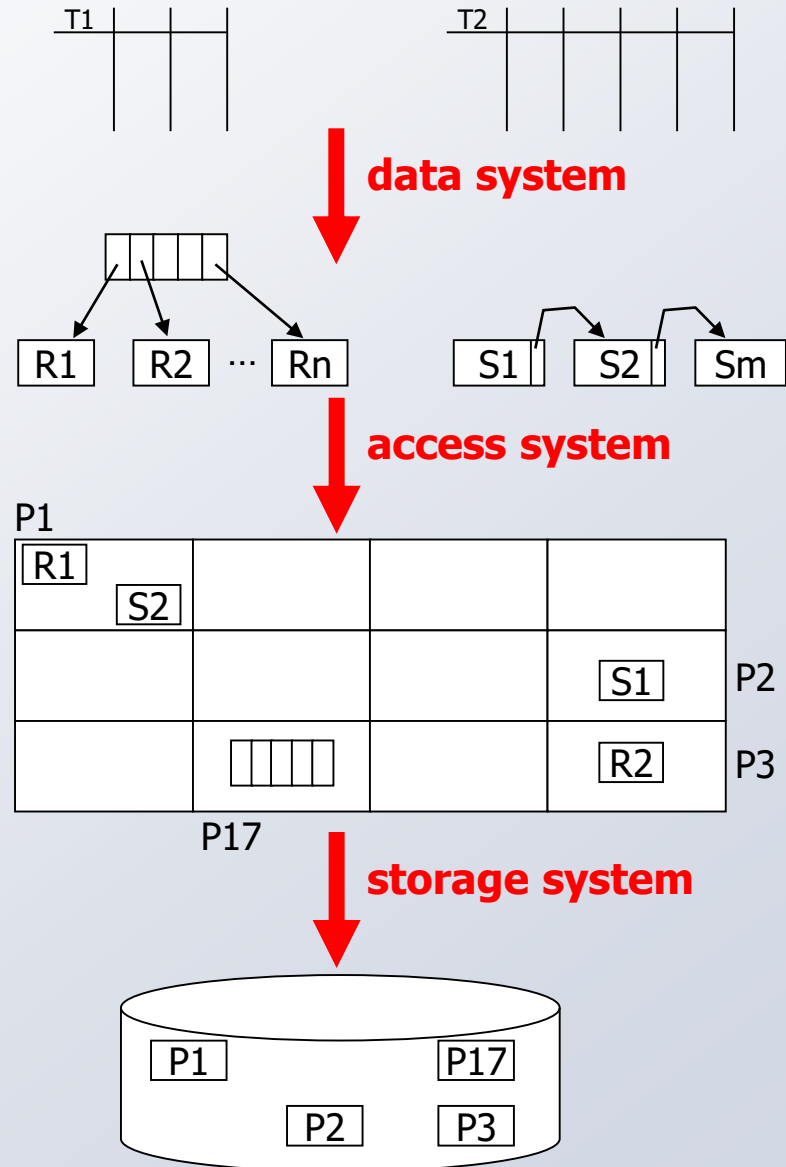 T1 T2
data system
R1 R2 ... Rn S1 S2 Sm
access system
P1
R1
S2
S1 P2
R2 P3
P17
storage system
P1 P17
P2 P3